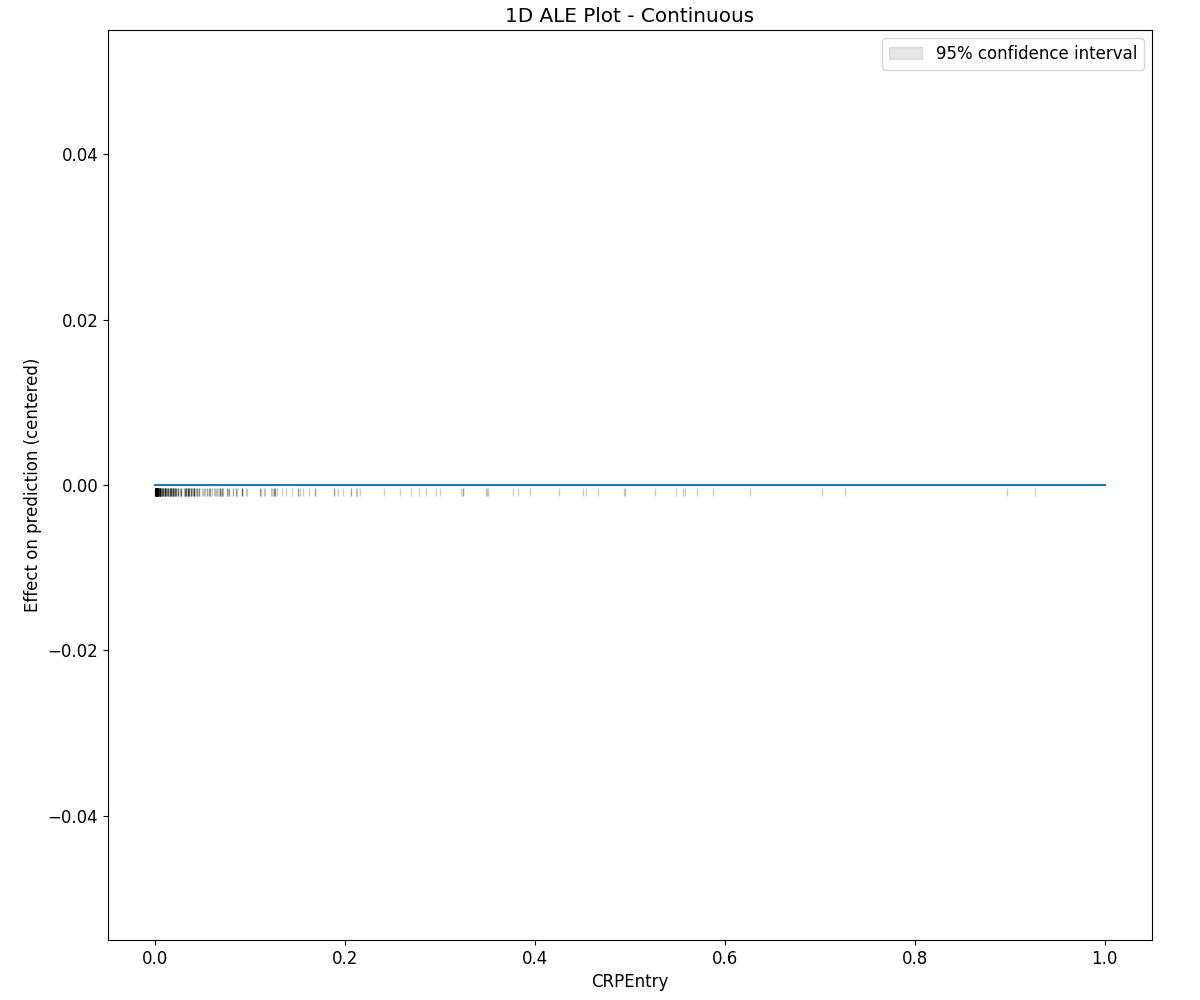 1D ALE Plot - Continuous
95% confidence interval
0.04
0.02
0.00
−0.02
−0.04
Effect on prediction (centered)
0.0 0.2 0.4 0.6 0.8 1.0
CRPEntry